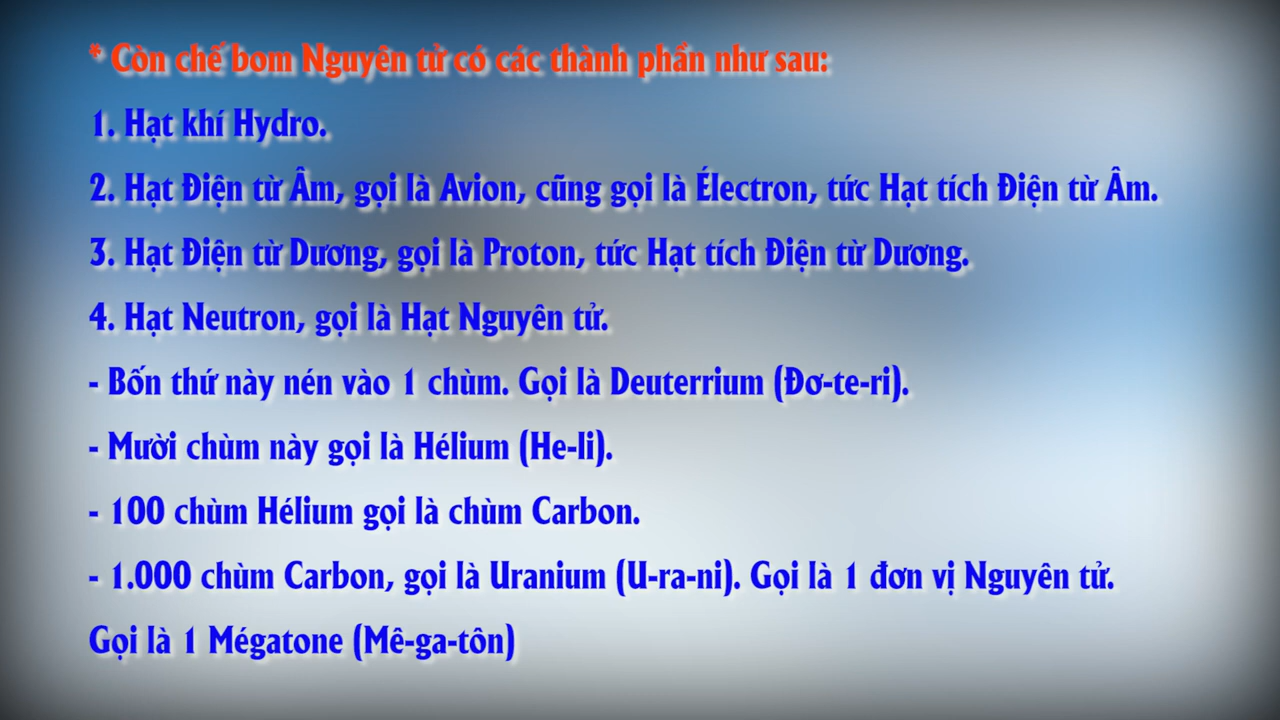 * Còn chế bom Nguyên tử có các thành phần như sau:
1. Hạt khí Hydro.
2. Hạt Điện từ Âm, gọi là Avion, cũng gọi là Électron, tức Hạt tích Điện từ Âm.
3. Hạt Điện từ Dương, gọi là Proton, tức Hạt tích Điện từ Dương.
4. Hạt Neutron, gọi là Hạt Nguyên tử.
- Bốn thứ này nén vào 1 chùm. Gọi là Deuterrium (Đơ-te-ri).
- Mười chùm này gọi là Hélium (He-li).
- 100 chùm Hélium gọi là chùm Carbon.
- 1.000 chùm Carbon, gọi là Uranium (U-ra-ni). Gọi là 1 đơn vị Nguyên tử.
Gọi là 1 Mégatone (Mê-ga-tôn)